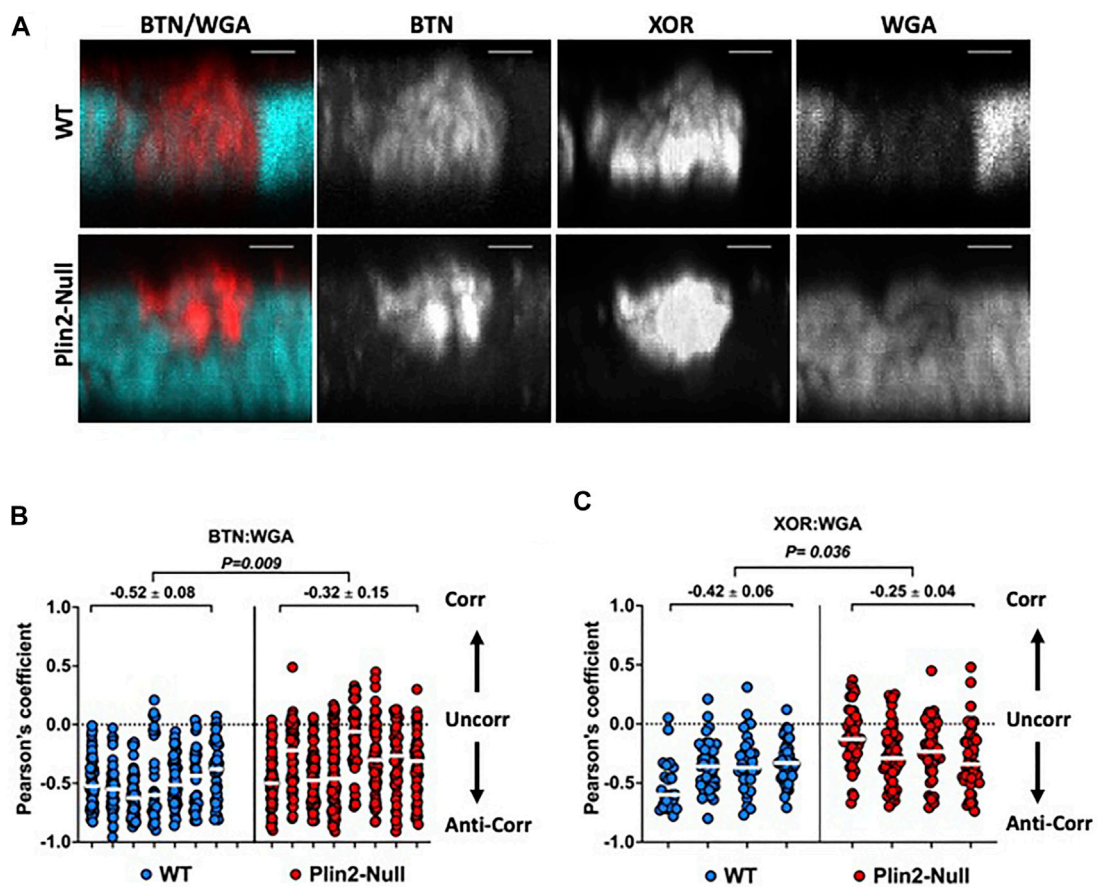 A
BTN/WGA BTN XOR WGA
WT
Plin2-Null
B
BTN:WGA
P=0.009
-0.52 ± 0.08 -0.32 ± 0.15
Pearson's coefficient
1.0
0.5
0.0
-0.5
-1.0
Corr
Uncorr
Anti-Corr
WT Plin2-Null
C
XOR:WGA
P= 0.036
-0.42 ± 0.06 -0.25 ± 0.04
Pearson's coefficient
1.0
0.5
0.0
-0.5
-1.0
Corr
Uncorr
Anti-Corr
WT Plin2-Null